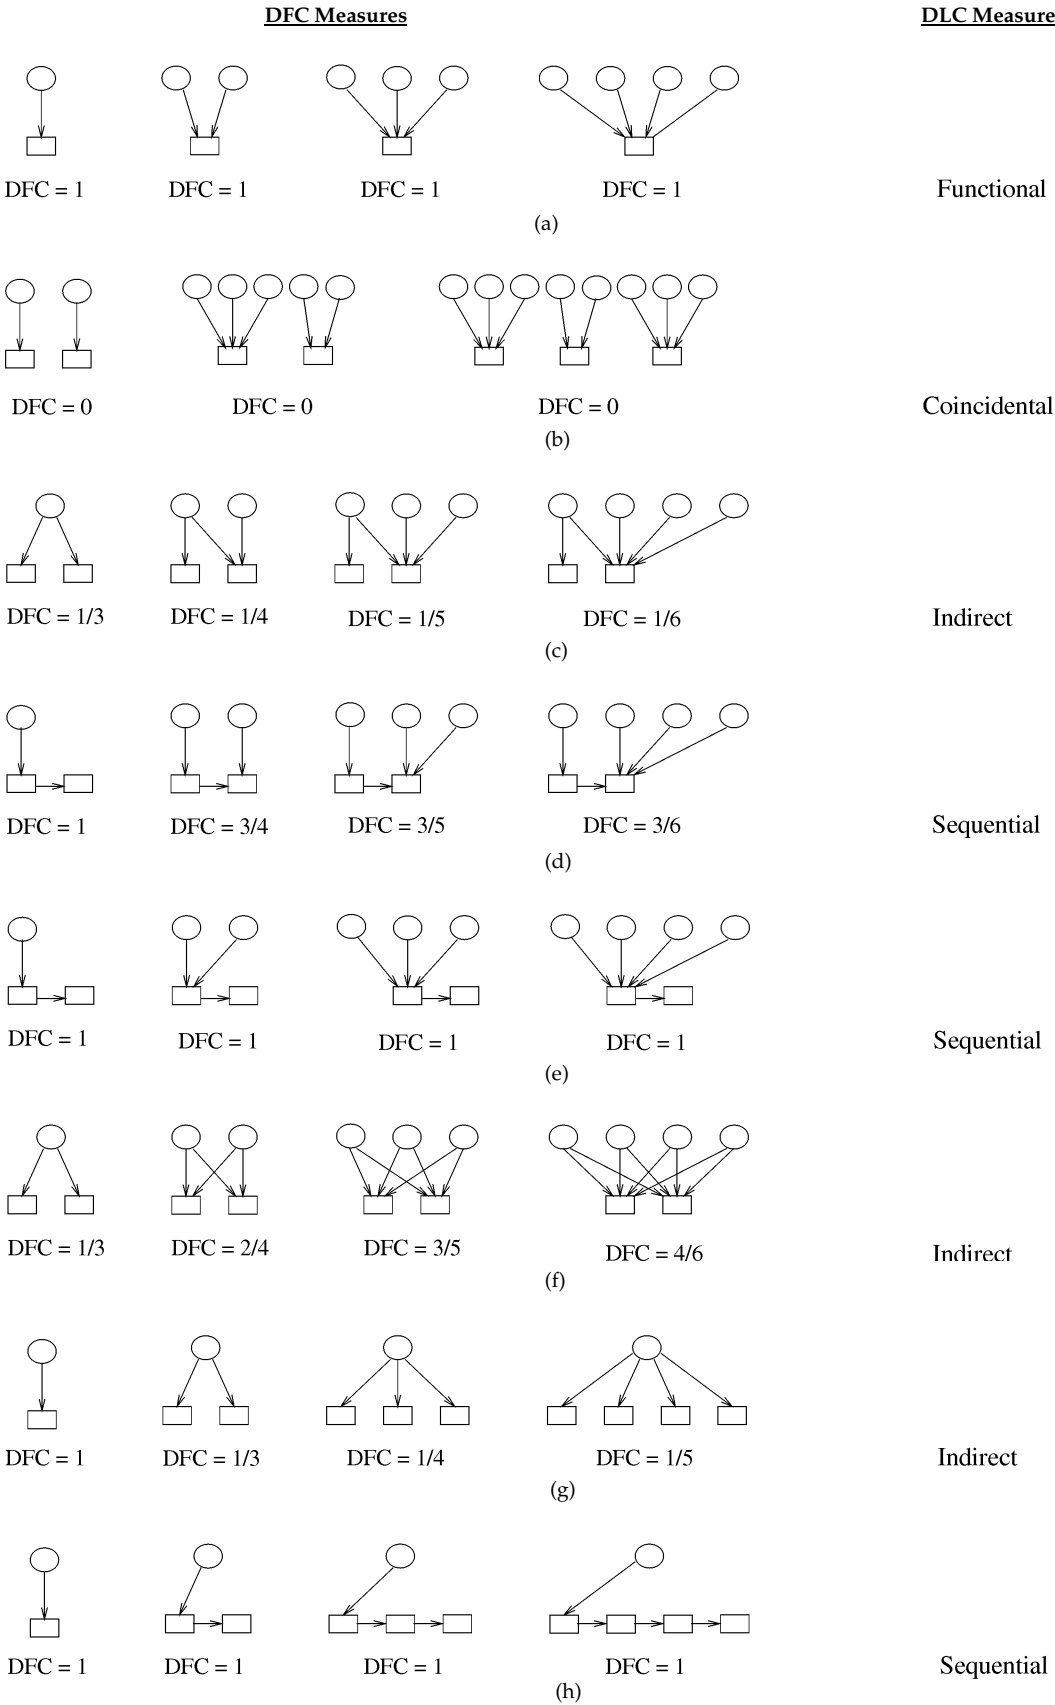 DFC Measures DLC Measure
DFC = 1 DFC = 1 DFC = 1 DFC = 1 Functional
(a)
DFC = 0 DFC = 0 DFC = 0 Coincidental
(b)
DFC = 1/3 DFC = 1/4 DFC = 1/5 DFC = 1/6 Indirect
(c)
DFC = 1 DFC = 3/4 DFC = 3/5 DFC = 3/6 Sequential
(d)
DFC = 1 DFC = 1 DFC = 1 DFC = 1 Sequential
(e)
DFC = 1/3 DFC = 2/4 DFC = 3/5 DFC = 4/6 Indirect
(f)
DFC = 1 DFC = 1/3 DFC = 1/4 DFC = 1/5 Indirect
(g)
DFC = 1 DFC = 1 DFC = 1 DFC = 1 Sequential
(h)